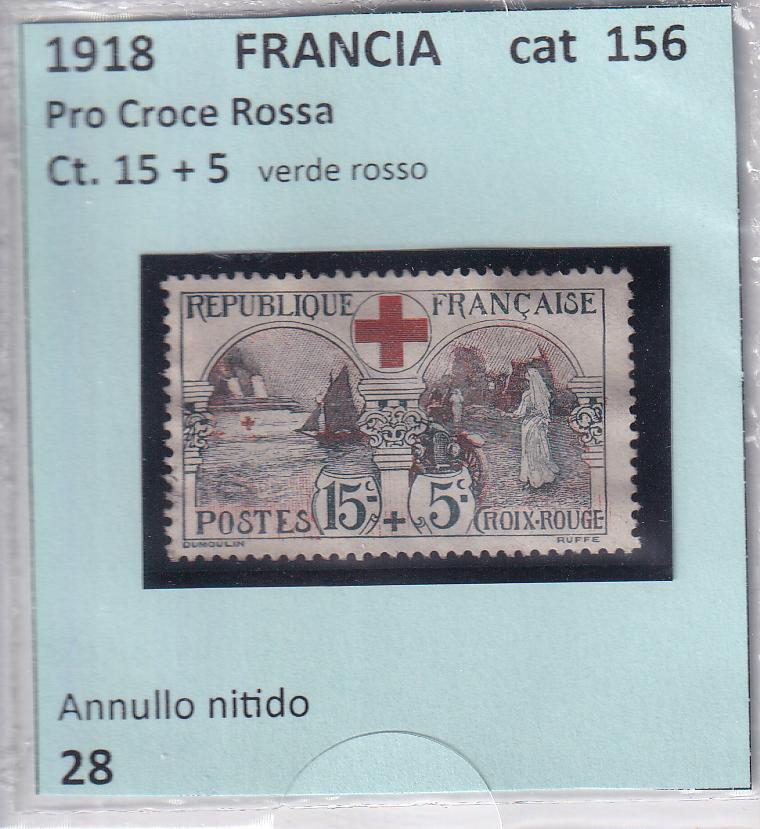 1918 FRANCIA cat 156
Pro Croce Rossa
Ct. 15 + 5 verde rosso
REPUBLIQUE FRANÇAISE
POSTES 15c + 5c CROIX-ROUGE
DUMOULIN RUFFE
Annullo nitido
28